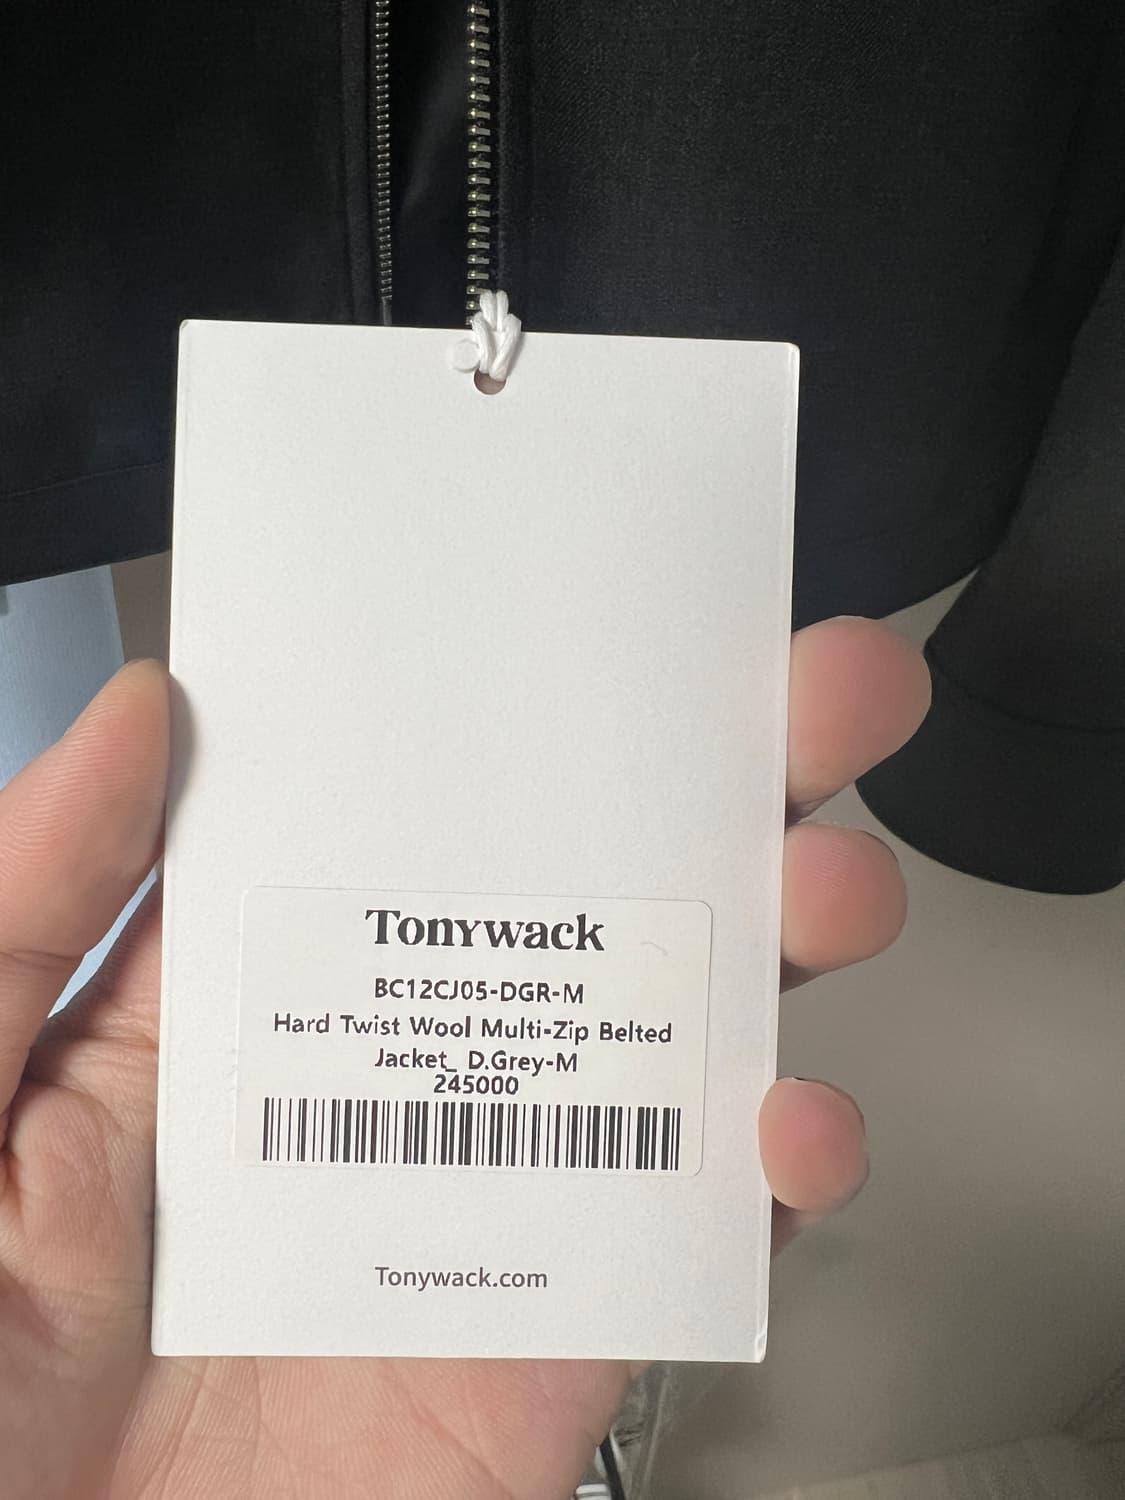 Tonywack
BC12CJ05-DGR-M
Hard Twist Wool Multi-Zip Belted
Jacket_ D.Grey-M
245000
Tonywack.com